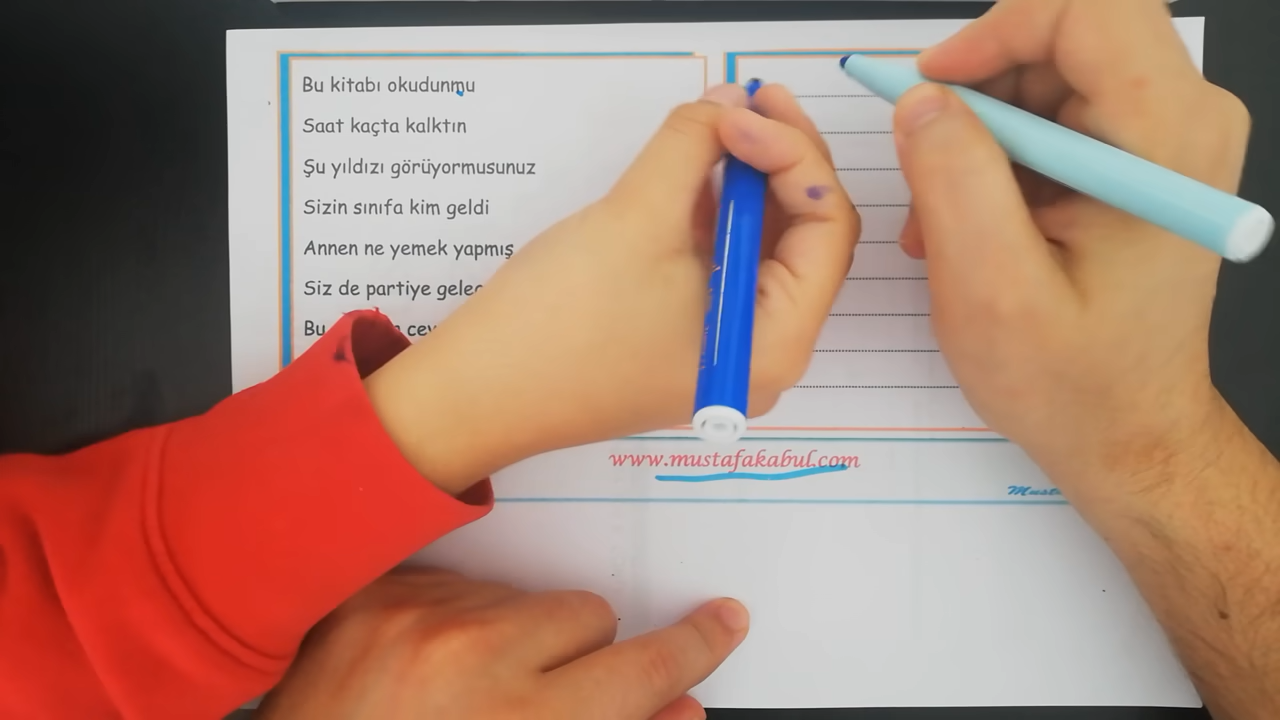 Bu kitabı okudunmu
Saat kaçta kalktın
Şu yıldızı görüyormusunuz
Sizin sınıfa kim geldi
Annen ne yemek yapmış
Siz de partiye
Bu
www.mustafakabul.com